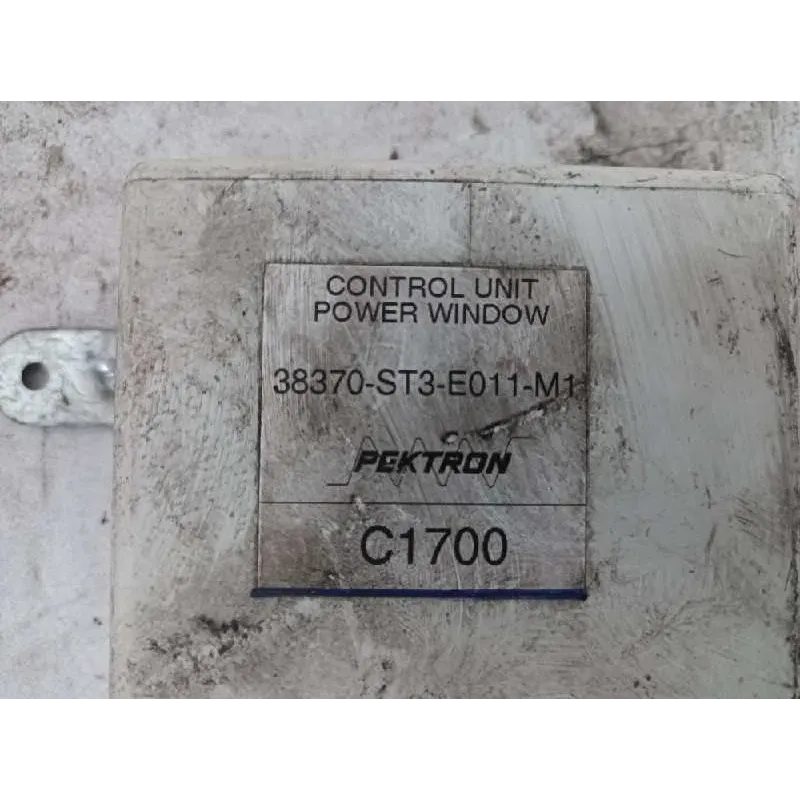 CONTROL UNIT
POWER WINDOW
38370-ST3-E011-M1
PEKTRON
C1700